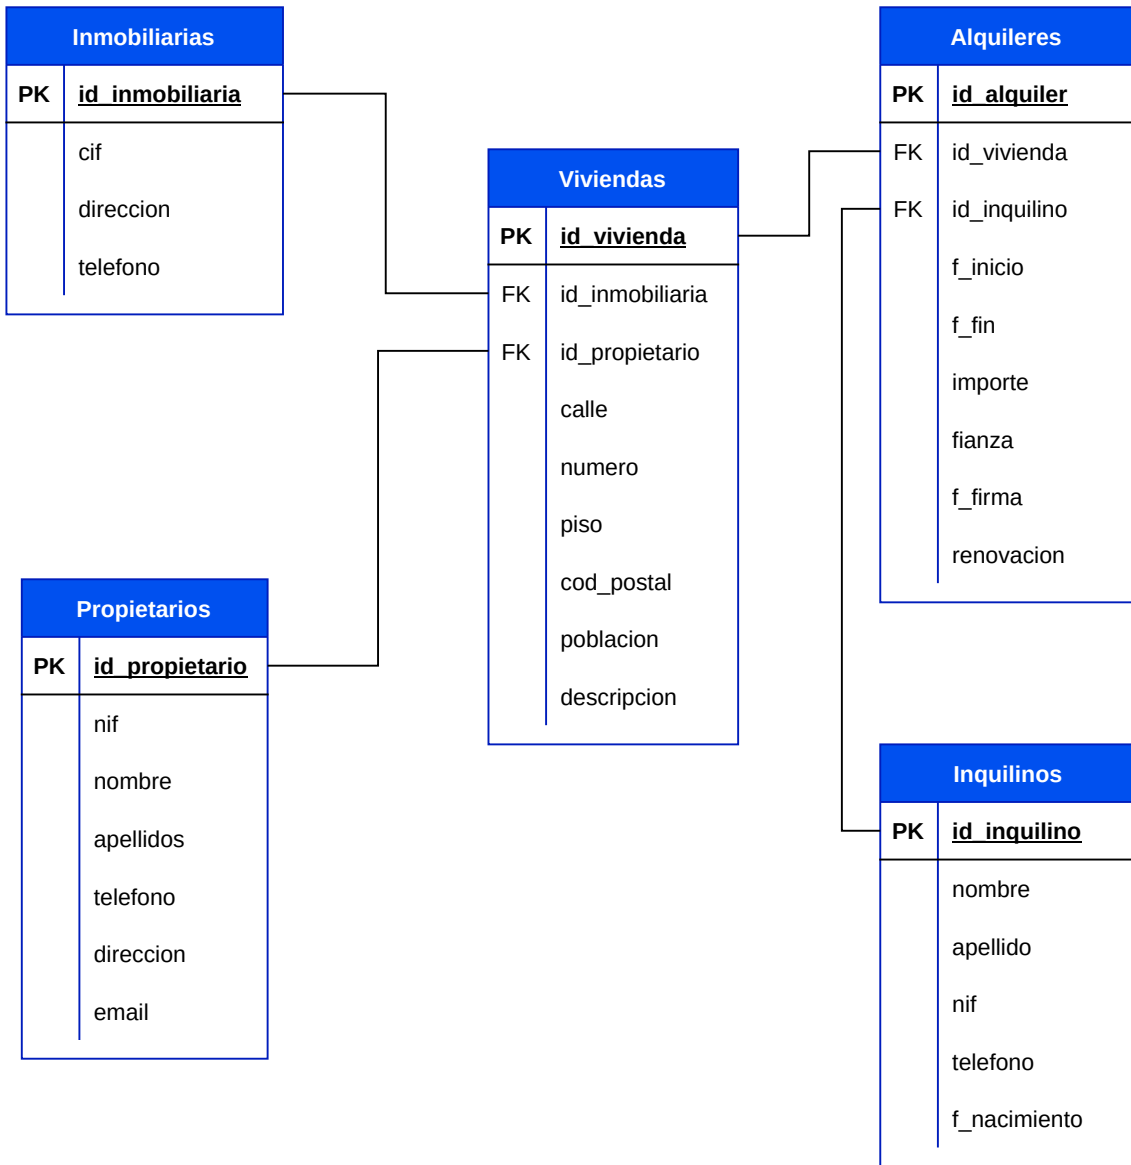 Inmobiliarias
PK id_inmobiliaria
cif
direccion
telefono
Viviendas
PK id_vivienda
FK id_inmobiliaria
FK id_propietario
calle
numero
piso
cod_postal
poblacion
descripcion
Alquileres
PK id_alquiler
FK id_vivienda
FK id_inquilino
f_inicio
f_fin
importe
fianza
f_firma
renovacion
Propietarios
PK id_propietario
nif
nombre
apellidos
telefono
direccion
email
Inquilinos
PK id_inquilino
nombre
apellido
nif
telefono
f_nacimiento